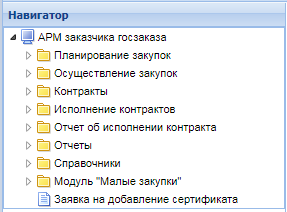 Навигатор
АРМ заказчика госзаказа
Планирование закупок
Осуществление закупок
Контракты
Исполнение контрактов
Отчет об исполнении контракта
Отчеты
Справочники
Модуль "Малые закупки"
Заявка на добавление сертификата